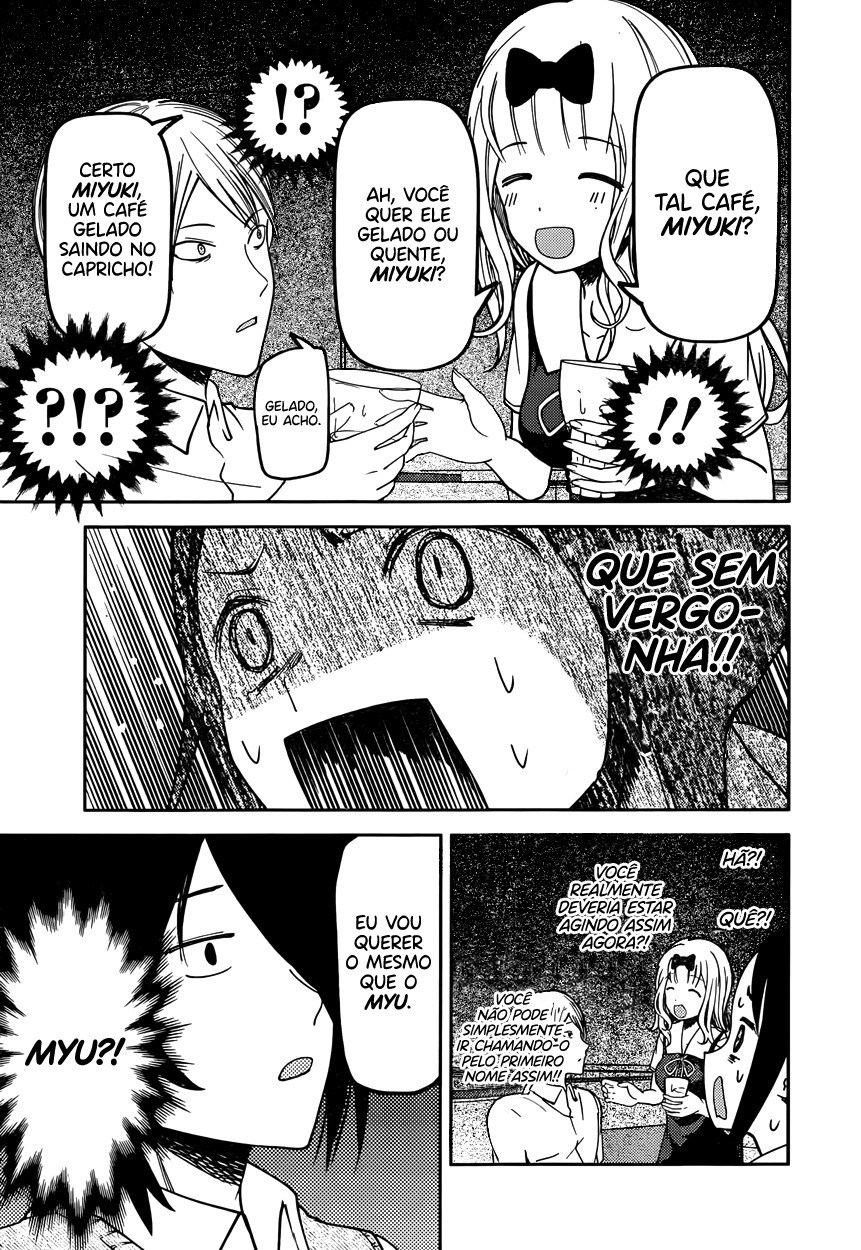 QUE
TAL CAFÉ,
MIYUKI?
!?
AH, VOCÊ
QUER ELE
GELADO OU
QUENTE,
MIYUKI?
!!
GELADO,
EU ACHO.
CERTO
MIYUKI,
UM CAFÉ
GELADO
SAINDO NO
CAPRICHO!
?!?
QUE SEM
VERGO-
NHA!!
HÃ?!
QUÊ?!
VOCÊ
REALMENTE
DEVERIA ESTAR
AGINDO ASSIM
AGORA?!
VOCÊ
NÃO PODE
SIMPLESMENTE
IR CHAMANDO-O
PELO PRIMEIRO
NOME ASSIM!!
EU VOU
QUERER
O MESMO
QUE O
MYU.
MYU?!